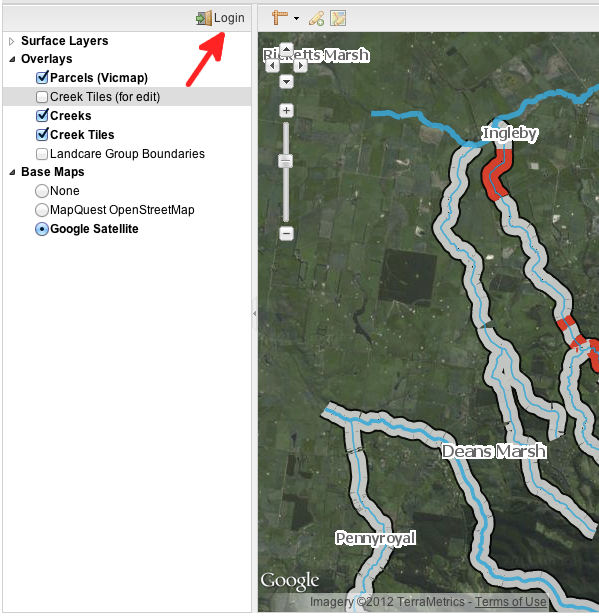 Login
Surface Layers
Overlays
Parcels (Vicmap)
Creek Tiles (for edit)
Creeks
Creek Tiles
Landcare Group Boundaries
Base Maps
None
MapQuest OpenStreetMap
Google Satellite
Ricketts Marsh
Ingleby
Deans Marsh
Pennyroyal
Google
Imagery ©2012 TerraMetrics - Terms of Use